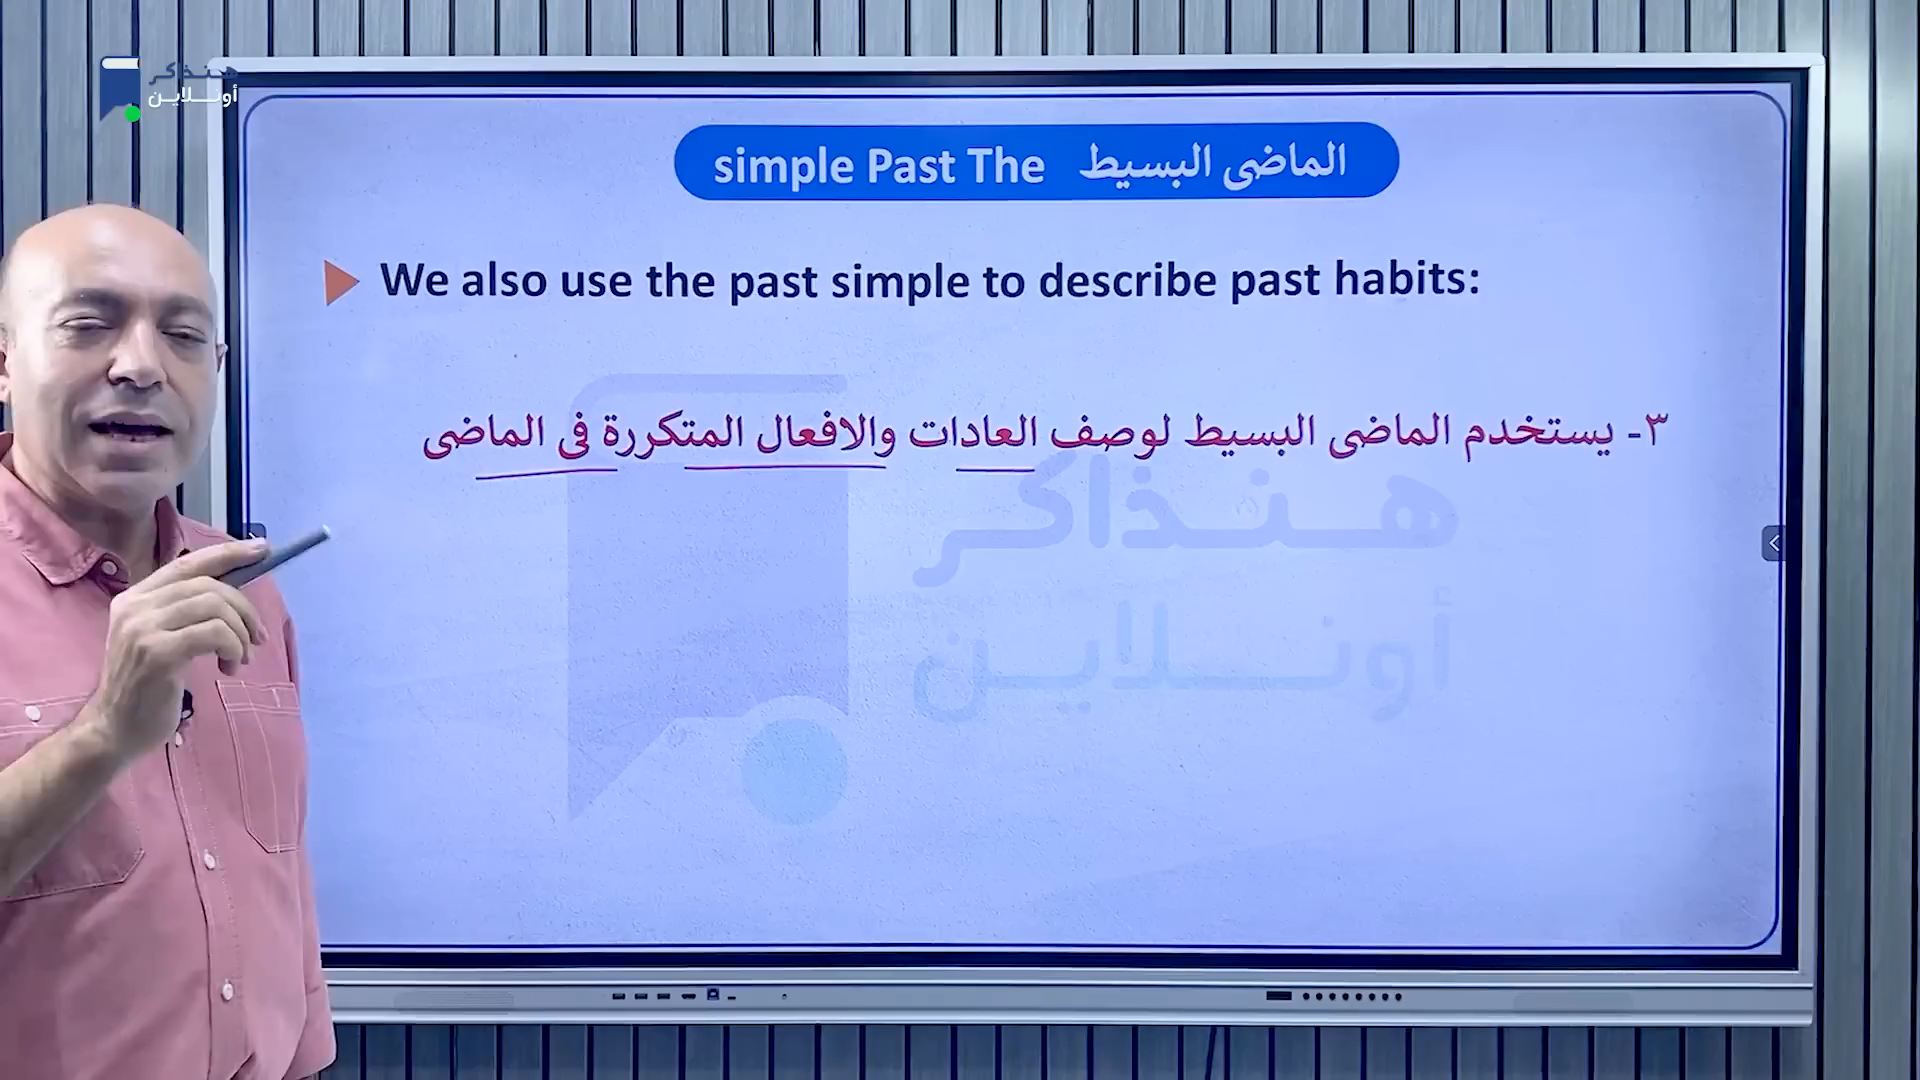 هنذاكر
أونلاين
simple Past The الماضى البسيط
We also use the past simple to describe past habits:
٣- يستخدم الماضى البسيط لوصف العادات والافعال المتكررة فى الماضى
هنذاكر
أونلاين